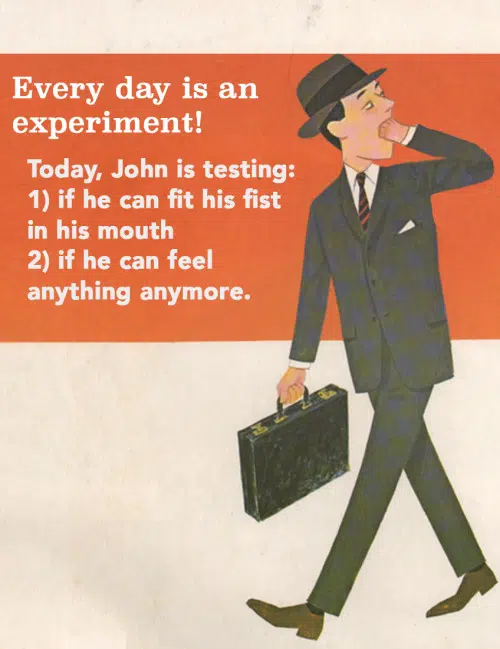 Every day is an
experiment!
Today, John is testing:
1) if he can fit his fist
in his mouth
2) if he can feel
anything anymore.